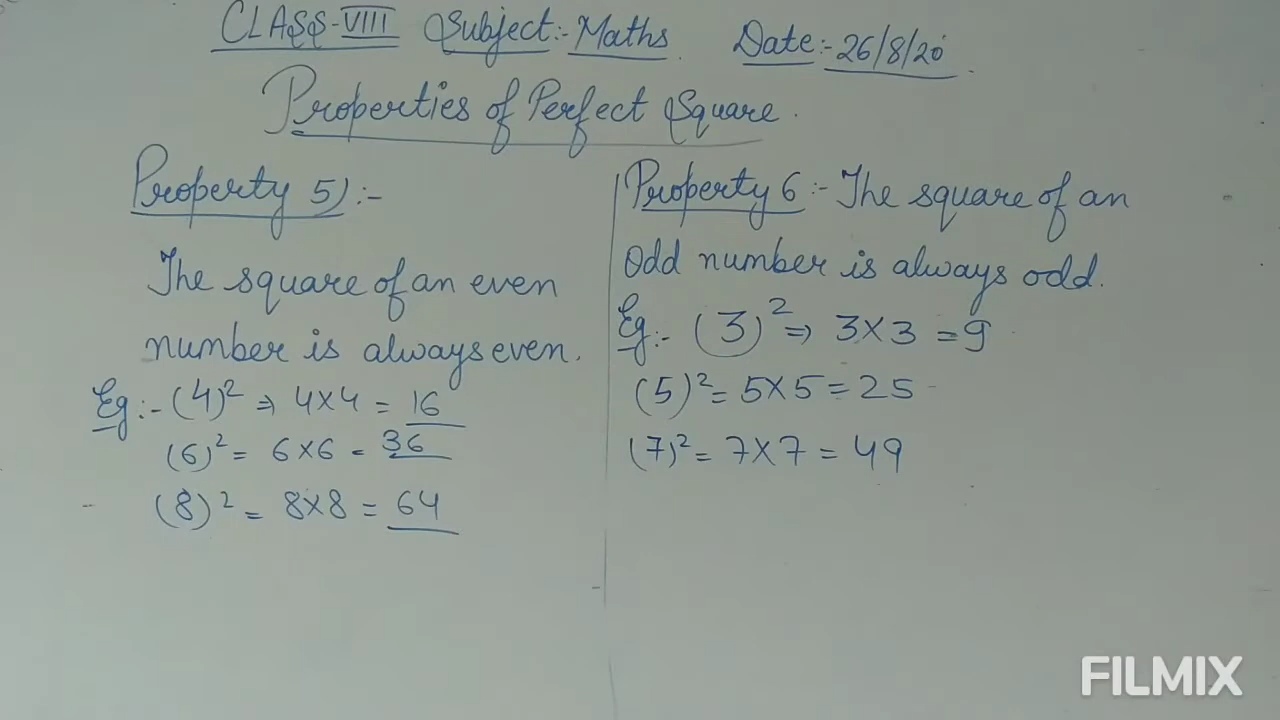 CLASS-VIII Subject:- Maths. Date:- 26/8/20
Properties of Perfect Square.
Property 5):-
The square of an even
number is always even.
Eg:- (4)² ⇒ 4×4 = 16
(6)² = 6×6 = 36
(8)² = 8×8 = 64
Property 6:- The square of an
Odd number is always odd.
Eg:- (3)² ⇒ 3×3 = 9
(5)² = 5×5 = 25
(7)² = 7×7 = 49
FILMIX